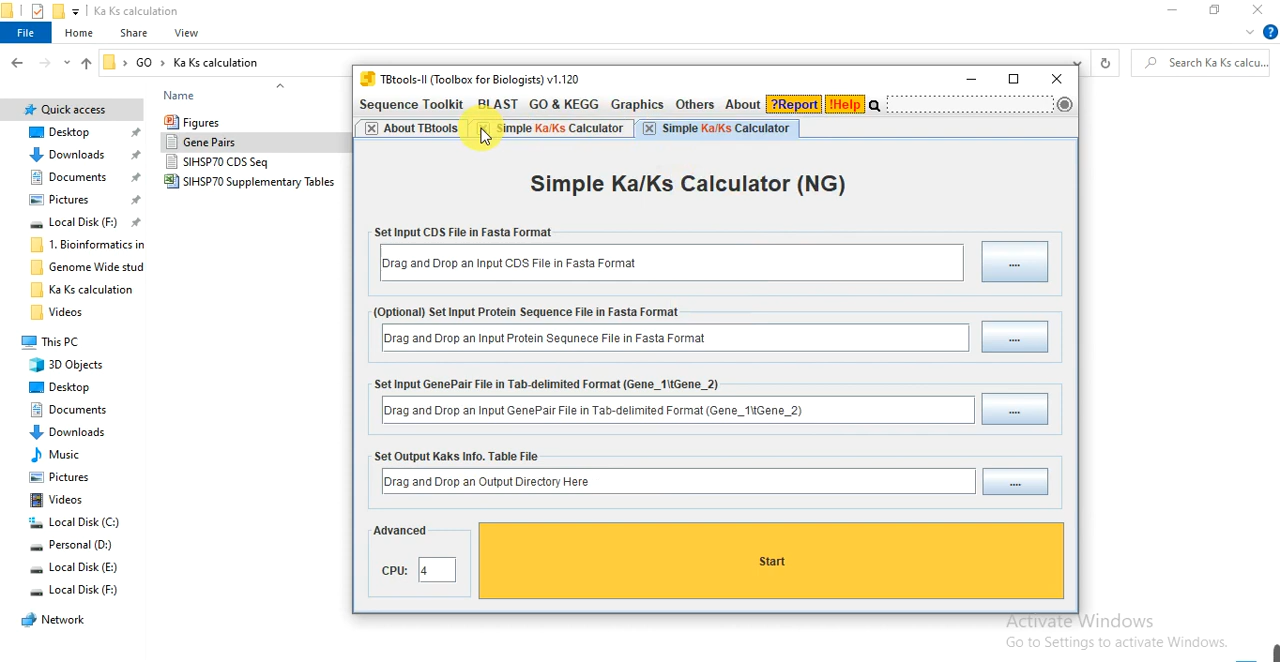 Ka Ks calculation
File Home Share View
GO Ka Ks calculation
Search Ka Ks calcu...
Quick access
Desktop
Downloads
Documents
Pictures
Local Disk (F:)
1. Bioinformatics in
Genome Wide stud
Ka Ks calculation
Videos
This PC
3D Objects
Desktop
Documents
Downloads
Music
Pictures
Videos
Local Disk (C:)
Personal (D:)
Local Disk (E:)
Local Disk (F:)
Network
Name
Figures
Gene Pairs
SIHSP70 CDS Seq
SIHSP70 Supplementary Tables
TBtools-II (Toolbox for Biologists) v1.120
Sequence Toolkit BLAST GO & KEGG Graphics Others About ?Report !Help
About TBtools Simple Ka/Ks Calculator Simple Ka/Ks Calculator
Simple Ka/Ks Calculator (NG)
Set Input CDS File in Fasta Format
Drag and Drop an Input CDS File in Fasta Format ....
(Optional) Set Input Protein Sequence File in Fasta Format
Drag and Drop an Input Protein Sequnece File in Fasta Format ....
Set Input GenePair File in Tab-delimited Format (Gene_1\tGene_2)
Drag and Drop an Input GenePair File in Tab-delimited Format (Gene_1\tGene_2) ....
Set Output Kaks Info. Table File
Drag and Drop an Output Directory Here ....
Advanced
CPU: 4
Start
Activate Windows
Go to Settings to activate Windows.